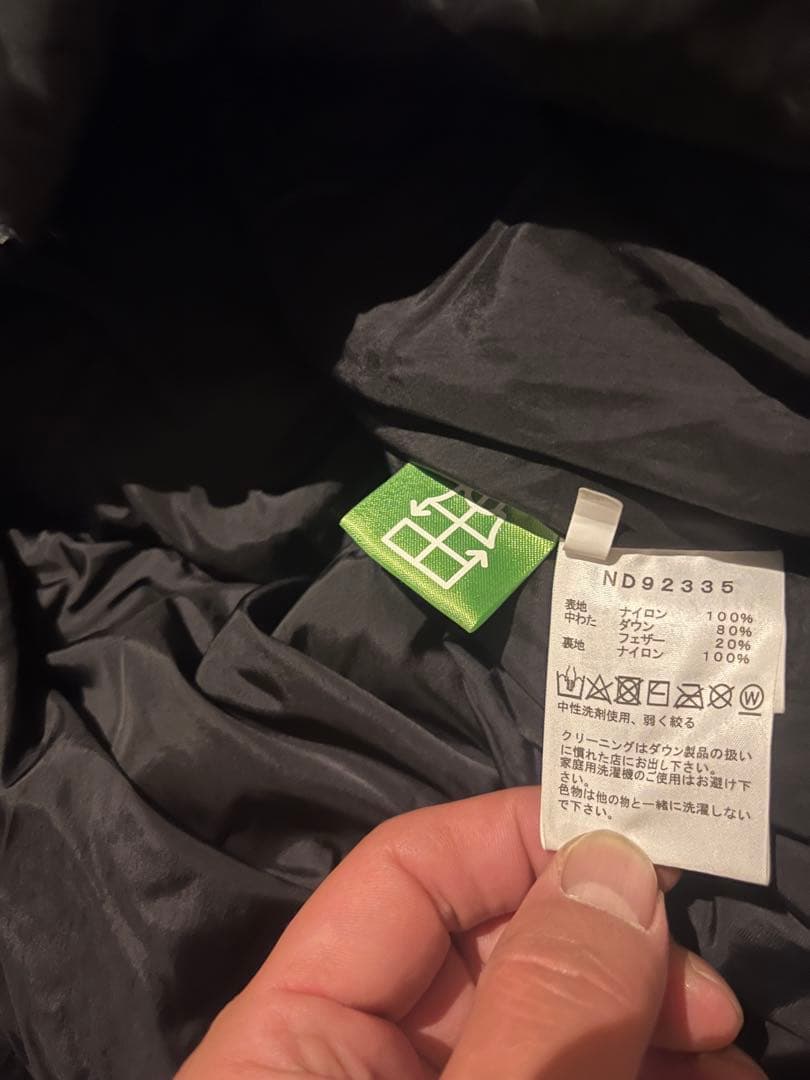 ND92335
表地 ナイロン 100%
中わた ダウン 80%
フェザー 20%
裏地 ナイロン 100%
W
中性洗剤使用、弱く絞る
クリーニングはダウン製品の扱い
に慣れた店にお出し下さい。
家庭用洗濯機のご使用はお避け下
さい。
色物は他の物と一緒に洗濯しない
で下さい。